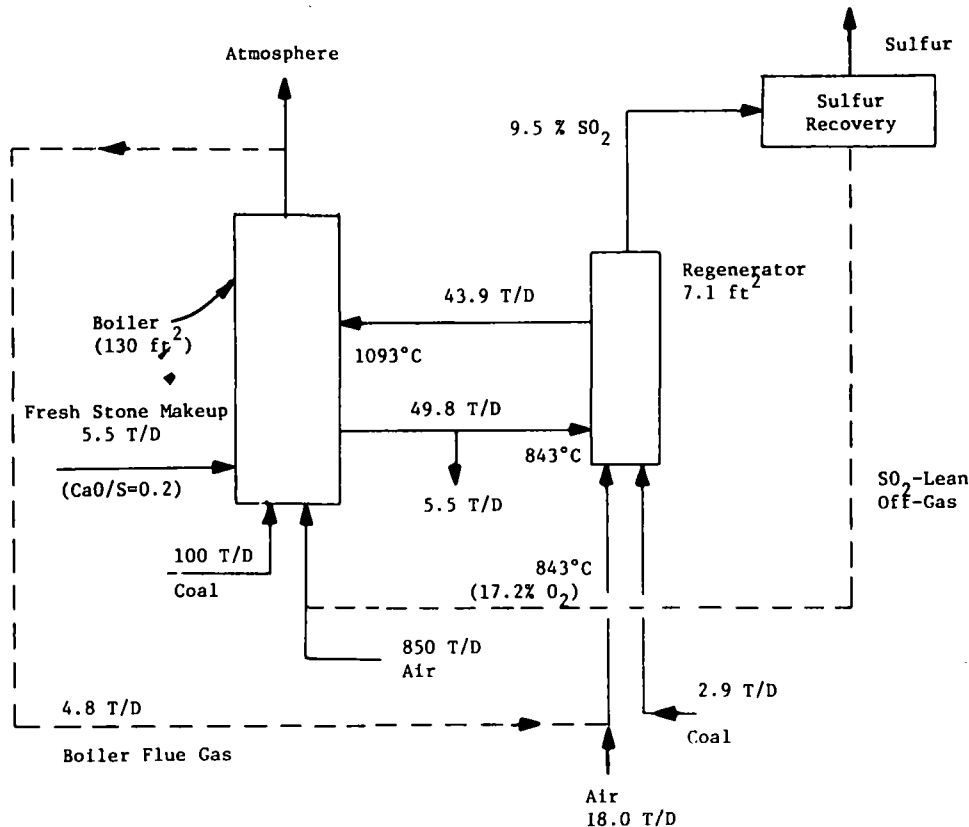 Atmosphere
Sulfur
Sulfur
Recovery
9.5 % SO2
Regenerator
7.1 ft2
43.9 T/D
Boiler
(130 ft2)
1093°C
Fresh Stone Makeup
5.5 T/D
49.8 T/D
(CaO/S=0.2)
843°C
5.5 T/D
SO2-Lean
Off-Gas
100 T/D
Coal
843°C
(17.2% O2)
850 T/D
Air
4.8 T/D
2.9 T/D
Boiler Flue Gas
Coal
Air
18.0 T/D